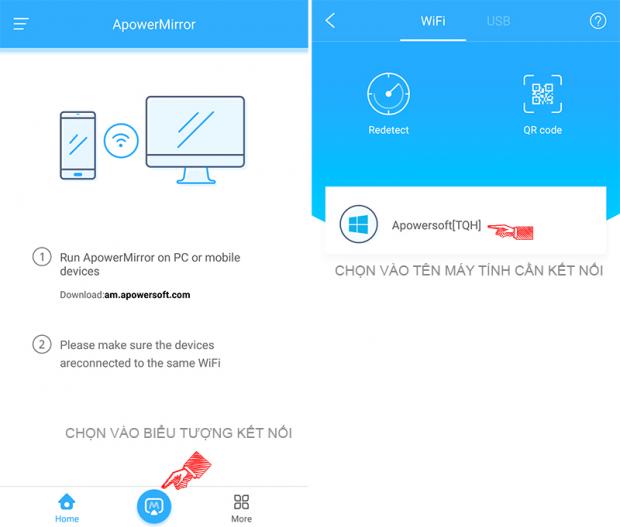 ApowerMirror
1 Run ApowerMirror on PC or mobile
devices
Download:am.apowersoft.com
2 Please make sure the devices
areconnected to the same WiFi
CHỌN VÀO BIỂU TƯỢNG KẾT NỐI
Home
More
WiFi USB
?
Redetect QR code
Apowersoft[TQH]
CHỌN VÀO TÊN MÁY TÍNH CẦN KẾT NỐI